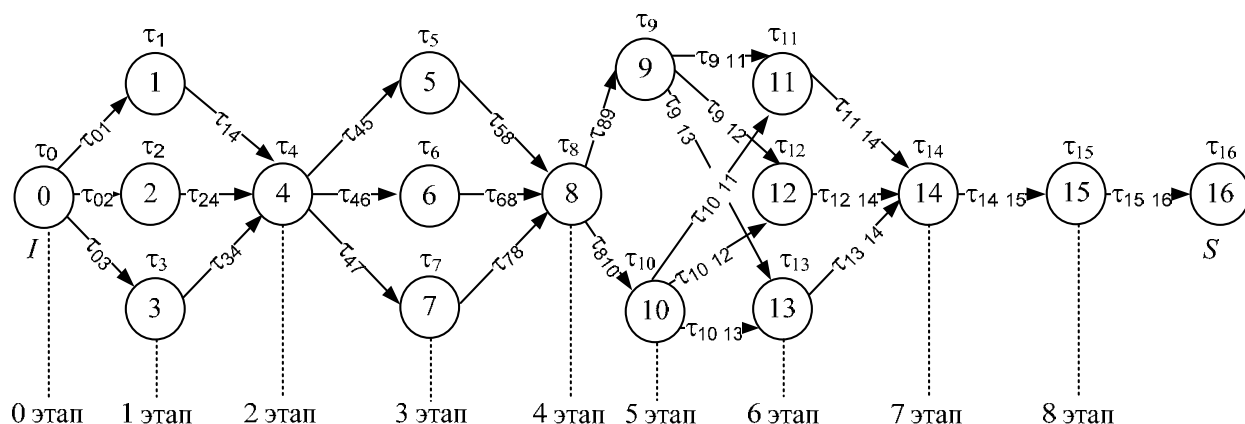 τ9
τ1
τ5
τ11
9
1
5
τ9 11
11
τ01
τ14
τ45
τ58
τ89
τ9 12
τ9 13
τ11 14
τ0
τ2
τ4
τ6
τ8
τ12
τ14
τ15
τ16
0
τ02
2
τ24
4
τ46
6
τ68
8
τ10 11
12
τ12 14
14
τ14 15
15
τ15 16
16
I
τ03
τ3
τ34
τ47
τ7
τ78
τ810
τ10
τ10 12
τ13
τ13 14
S
3
7
10
τ10 13
13
0 этап
1 этап
2 этап
3 этап
4 этап
5 этап
6 этап
7 этап
8 этап